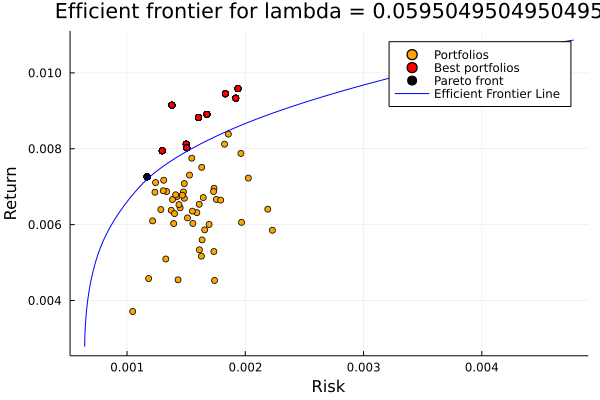 Efficient frontier for lambda = 0.0595049504950495
Portfolios
Best portfolios
Pareto front
Efficient Frontier Line
Return
0.010
0.008
0.006
0.004
0.001 0.002 0.003 0.004
Risk